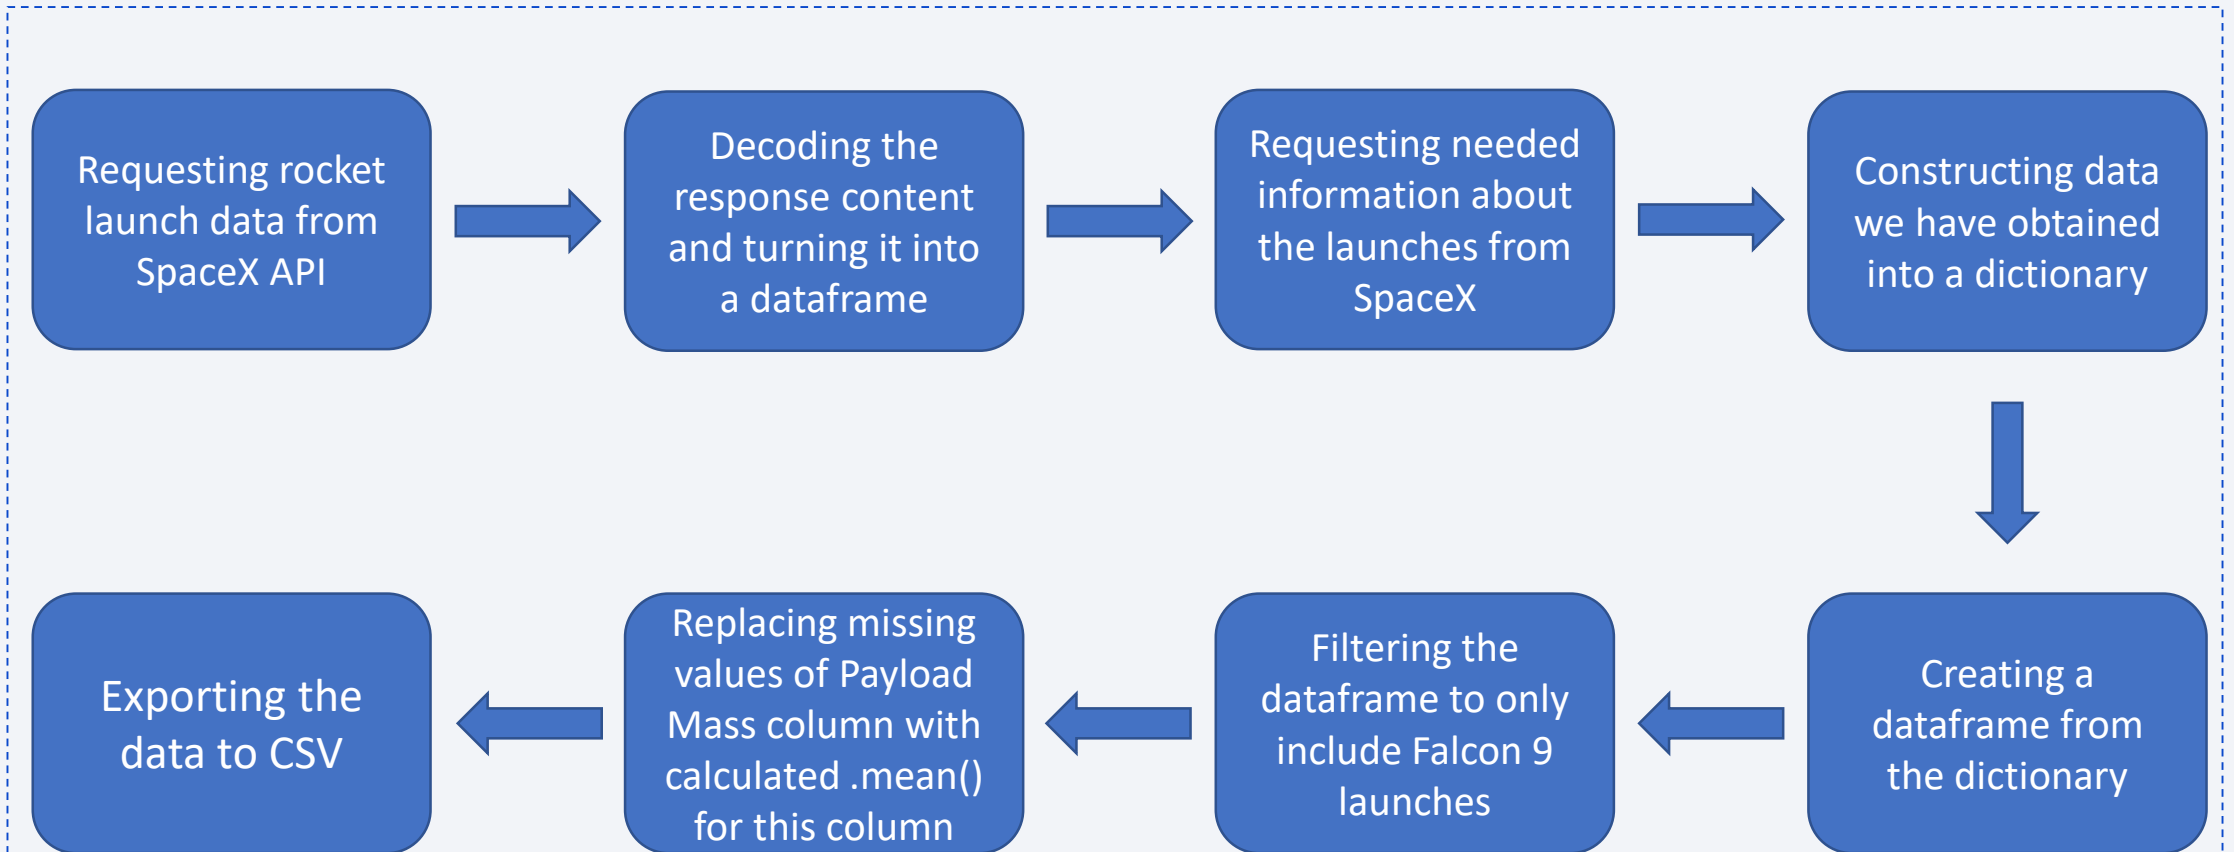 Requesting rocket
launch data from
SpaceX API
Decoding the
response content
and turning it into
a dataframe
Requesting needed
information about
the launches from
SpaceX
Constructing data
we have obtained
into a dictionary
Creating a
dataframe from
the dictionary
Filtering the
dataframe to only
include Falcon 9
launches
Replacing missing
values of Payload
Mass column with
calculated .mean()
for this column
Exporting the
data to CSV